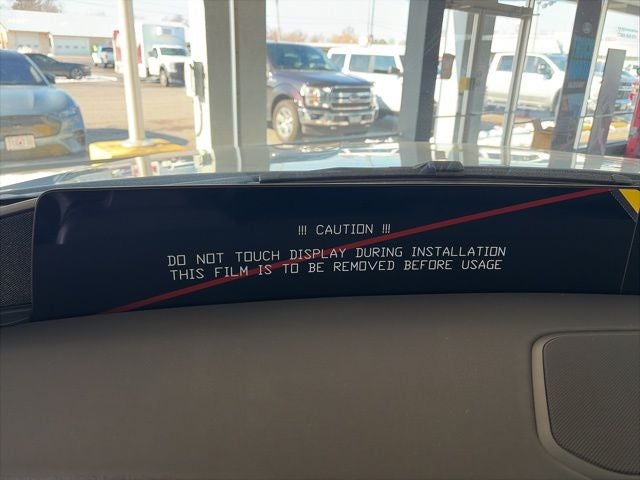 !!! CAUTION !!!
DO NOT TOUCH DISPLAY DURING INSTALLATION
THIS FILM IS TO BE REMOVED BEFORE USAGE